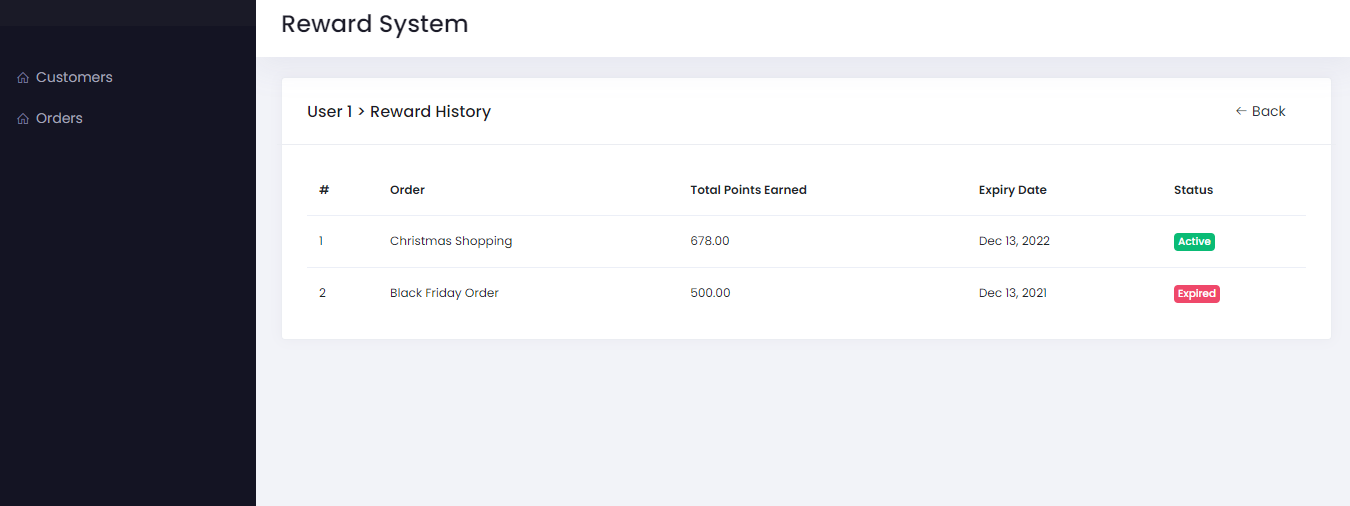 Reward System
Customers
Orders
User 1 > Reward History
← Back
# Order Total Points Earned Expiry Date Status
1 Christmas Shopping 678.00 Dec 13, 2022 Active
2 Black Friday Order 500.00 Dec 13, 2021 Expired